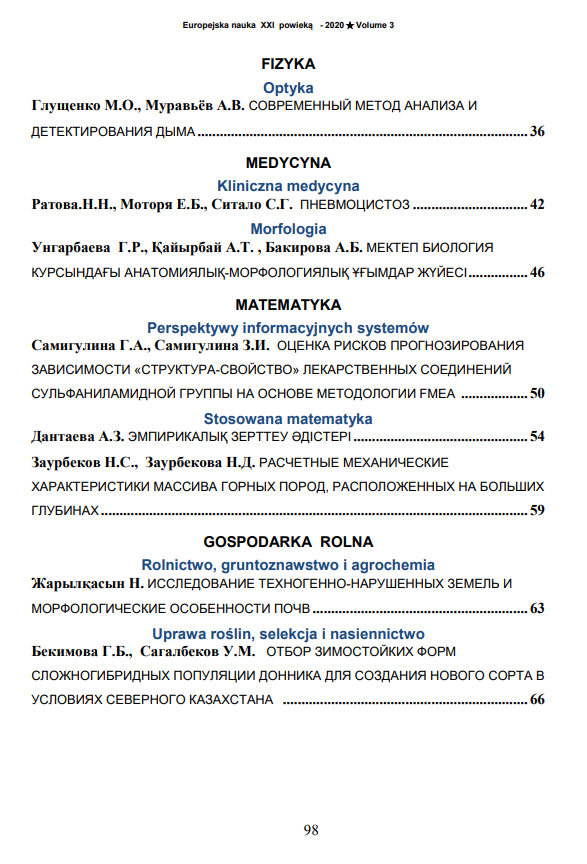 Europejska nauka XXI powieką - 2020★Volume 3
FIZYKA
Optyka
Глущенко М.О., Муравьёв А.В. СОВРЕМЕННЫЙ МЕТОД АНАЛИЗА И
ДЕТЕКТИРОВАНИЯ ДЫМА ........ 36
MEDYCYNA
Kliniczna medycyna
Ратова.Н.Н., Моторя Е.Б., Ситало С.Г. ПНЕВМОЦИСТОЗ ........ 42
Morfologia
Унгарбаева Г.Р., Қайырбай А.Т. , Бакирова А.Б. МЕКТЕП БИОЛОГИЯ
КУРСЫНДАҒЫ АНАТОМИЯЛЫҚ-МОРФОЛОГИЯЛЫҚ ҰҒЫМДАР ЖҮЙЕСІ ........ 46
MATEMATYKA
Perspektywy informacyjnych systemów
Самигулина Г.А., Самигулина З.И. ОЦЕНКА РИСКОВ ПРОГНОЗИРОВАНИЯ
ЗАВИСИМОСТИ «СТРУКТУРА-СВОЙСТВО» ЛЕКАРСТВЕННЫХ СОЕДИНЕНИЙ
СУЛЬФАНИЛАМИДНОЙ ГРУППЫ НА ОСНОВЕ МЕТОДОЛОГИИ FMEA ........ 50
Stosowana matematyka
Дантаева А.З. ЭМПИРИКАЛЫҚ ЗЕРТТЕУ ӘДІСТЕРІ ........ 54
Заурбеков Н.С., Заурбекова Н.Д. РАСЧЕТНЫЕ МЕХАНИЧЕСКИЕ
ХАРАКТЕРИСТИКИ МАССИВА ГОРНЫХ ПОРОД, РАСПОЛОЖЕННЫХ НА БОЛЬШИХ
ГЛУБИНАХ ........ 59
GOSPODARKA ROLNA
Rolnictwo, gruntoznawstwo i agrochemia
Жарылқасын Н. ИССЛЕДОВАНИЕ ТЕХНОГЕННО-НАРУШЕННЫХ ЗЕМЕЛЬ И
МОРФОЛОГИЧЕСКИЕ ОСОБЕННОСТИ ПОЧВ ........ 63
Uprawa roślin, selekcja i nasiennictwo
Бекимова Г.Б., Сагалбеков У.М. ОТБОР ЗИМОСТОЙКИХ ФОРМ
СЛОЖНОГИБРИДНЫХ ПОПУЛЯЦИИ ДОННИКА ДЛЯ СОЗДАНИЯ НОВОГО СОРТА В
УСЛОВИЯХ СЕВЕРНОГО КАЗАХСТАНА ........ 66
98